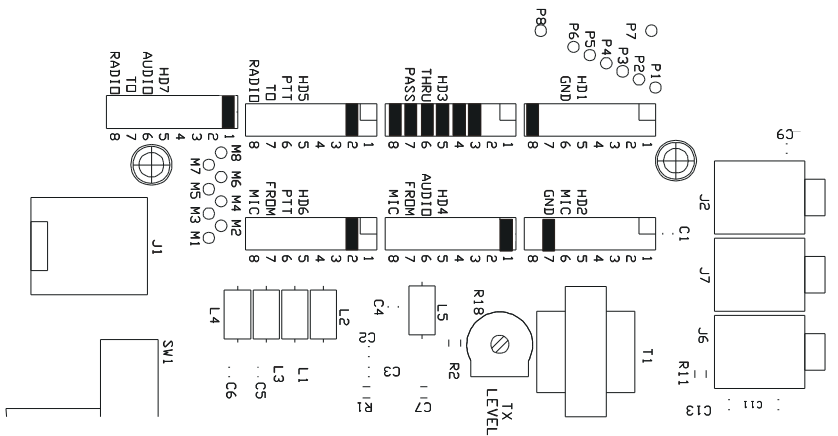 P8
P7
P6
P5
P4
P3
P2
P1
HD7
AUDIO
TO
RADIO
8 7 6 5 4 3 2 1
HD5
PTT
TO
RADIO
8 7 6 5 4 3 2 1
HD3
THRU
PASS
8 7 6 5 4 3 2 1
HD1
GND
8 7 6 5 4 3 2 1
M8
M7
M6
M5
M4
M3
M2
M1
HD6
PTT
FROM
MIC
8 7 6 5 4 3 2 1
HD4
AUDIO
FROM
MIC
8 7 6 5 4 3 2 1
HD2
MIC
GND
8 7 6 5 4 3 2 1
C9
J2
C1
J7
J1
J6
L4
L2
L3
L1
C6
C5
SW1
C4
L5
C2
C3
R1
C7
R18
R2
TX
LEVEL
T1
R11
C13
C11